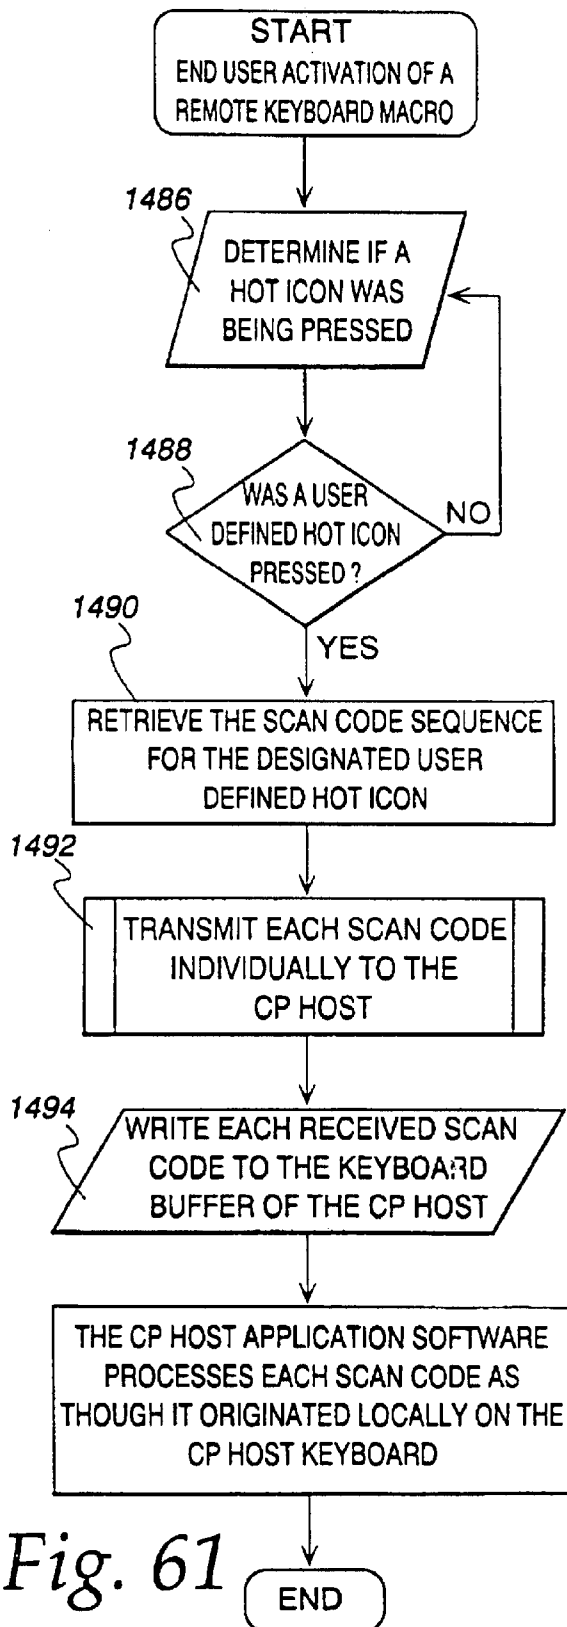 START
END USER ACTIVATION OF A
REMOTE KEYBOARD MACRO
1486
DETERMINE IF A
HOT ICON WAS
BEING PRESSED
1488
WAS A USER
DEFINED HOT ICON
PRESSED ?
NO
YES
1490
RETRIEVE THE SCAN CODE SEQUENCE
FOR THE DESIGNATED USER
DEFINED HOT ICON
1492
TRANSMIT EACH SCAN CODE
INDIVIDUALLY TO THE
CP HOST
1494
WRITE EACH RECEIVED SCAN
CODE TO THE KEYBOARD
BUFFER OF THE CP HOST
THE CP HOST APPLICATION SOFTWARE
PROCESSES EACH SCAN CODE AS
THOUGH IT ORIGINATED LOCALLY ON THE
CP HOST KEYBOARD
Fig. 61
END